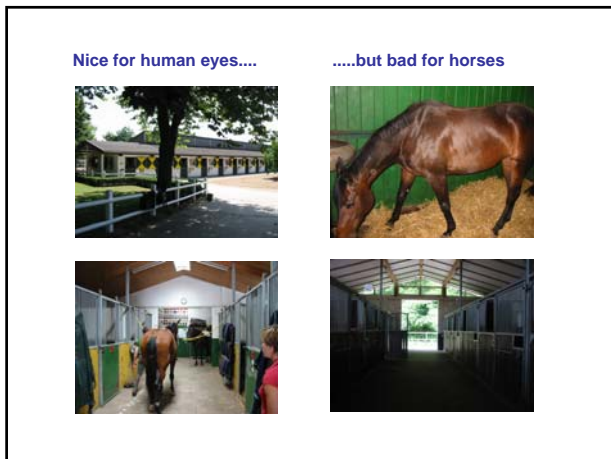 Nice for human eyes....
.....but bad for horses